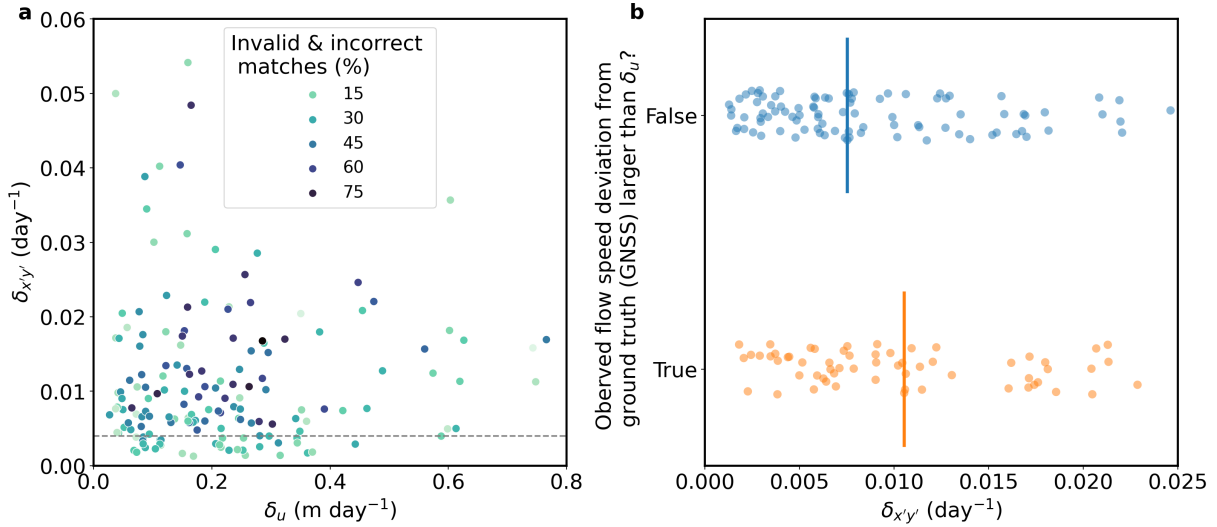 a
0.06
0.05
0.04
0.03
0.02
0.01
0.00
δx′y′ (day⁻¹)
0.0 0.2 0.4 0.6 0.8
δu (m day⁻¹)
Invalid & incorrect
matches (%)
15
30
45
60
75
b
Oberved flow speed deviation from
ground truth (GNSS) larger than δu?
False
True
0.000 0.005 0.010 0.015 0.020 0.025
δx′y′ (day⁻¹)